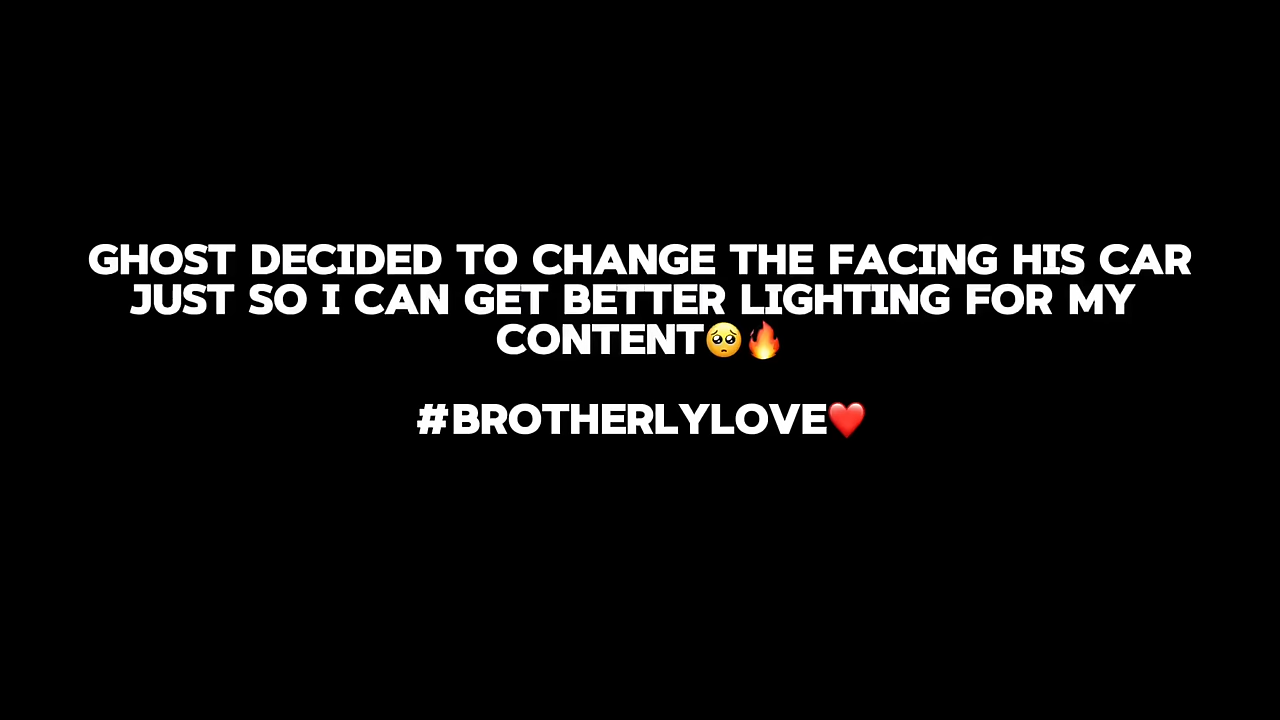 GHOST DECIDED TO CHANGE THE FACING HIS CAR
JUST SO I CAN GET BETTER LIGHTING FOR MY
CONTENT🥺🔥
#BROTHERLYLOVE❤️